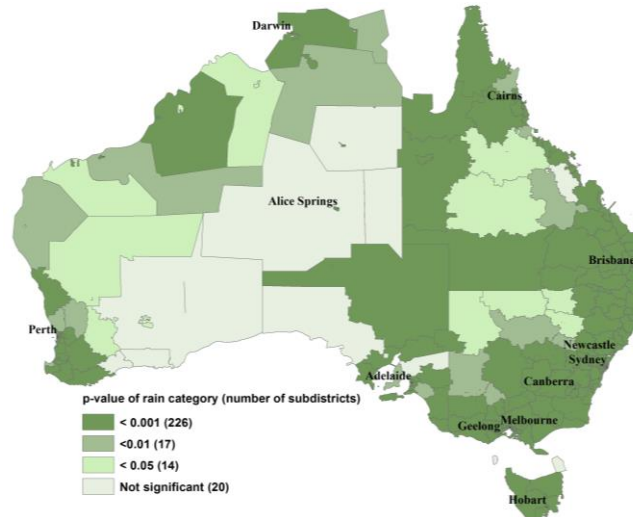 Darwin
Cairns
Alice Springs
Brisbane
Perth
Newcastle
Sydney
Adelaide
Canberra
p-value of rain category (number of subdistricts)
< 0.001 (226)
<0.01 (17)
< 0.05 (14)
Not significant (20)
Geelong
Melbourne
Hobart